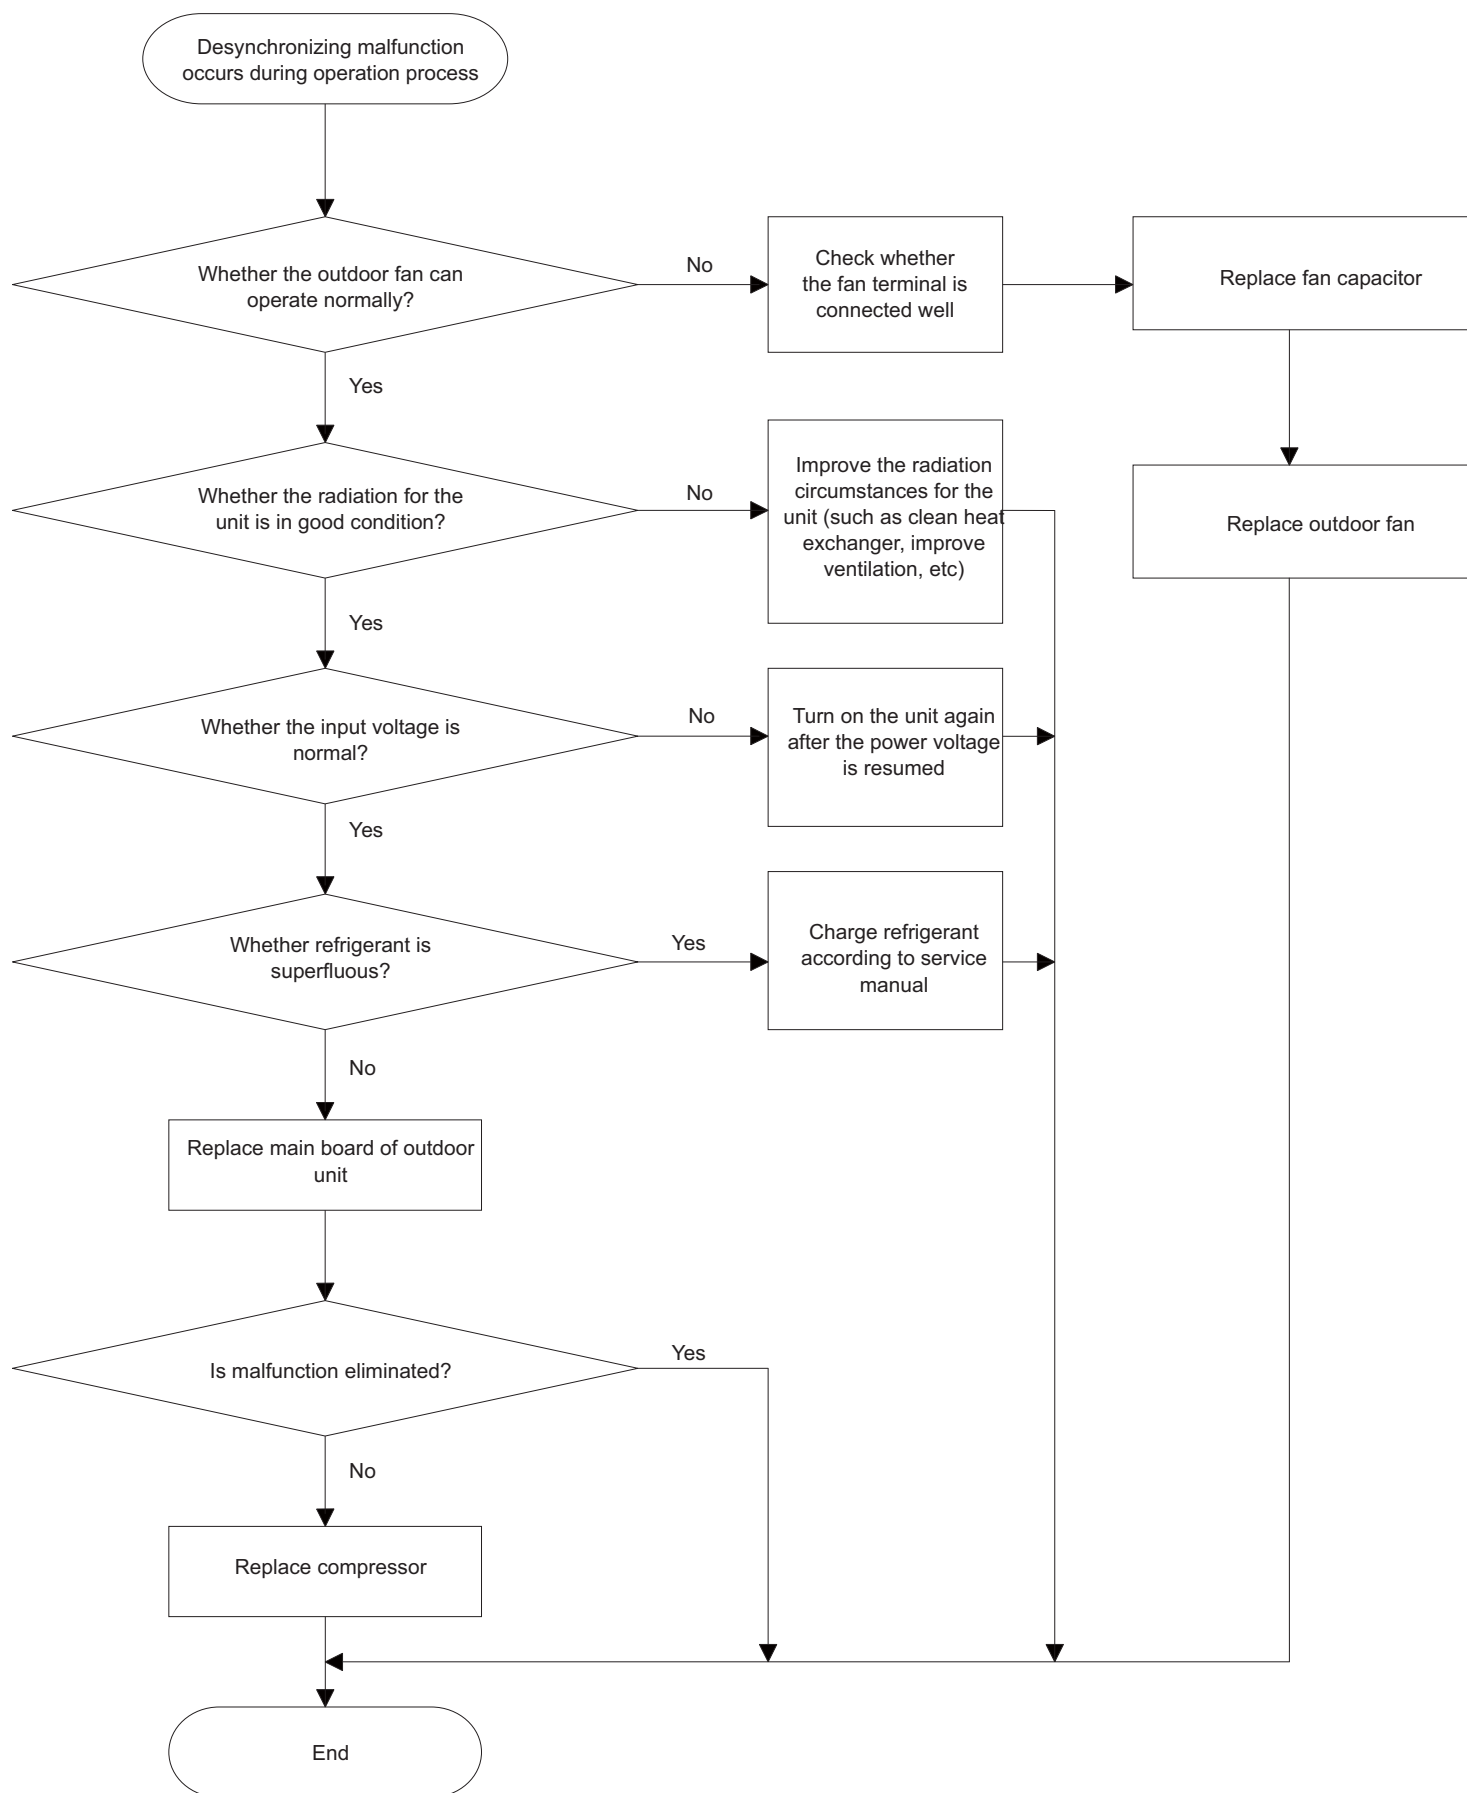 Desynchronizing malfunction
occurs during operation process
Whether the outdoor fan can
operate normally?
No
Check whether
the fan terminal is
connected well
Replace fan capacitor
Yes
Whether the radiation for the
unit is in good condition?
No
Improve the radiation
circumstances for the
unit (such as clean heat
exchanger, improve
ventilation, etc)
Replace outdoor fan
Yes
Whether the input voltage is
normal?
No
Turn on the unit again
after the power voltage
is resumed
Yes
Whether refrigerant is
superfluous?
Yes
Charge refrigerant
according to service
manual
No
Replace main board of outdoor
unit
Is malfunction eliminated?
Yes
No
Replace compressor
End